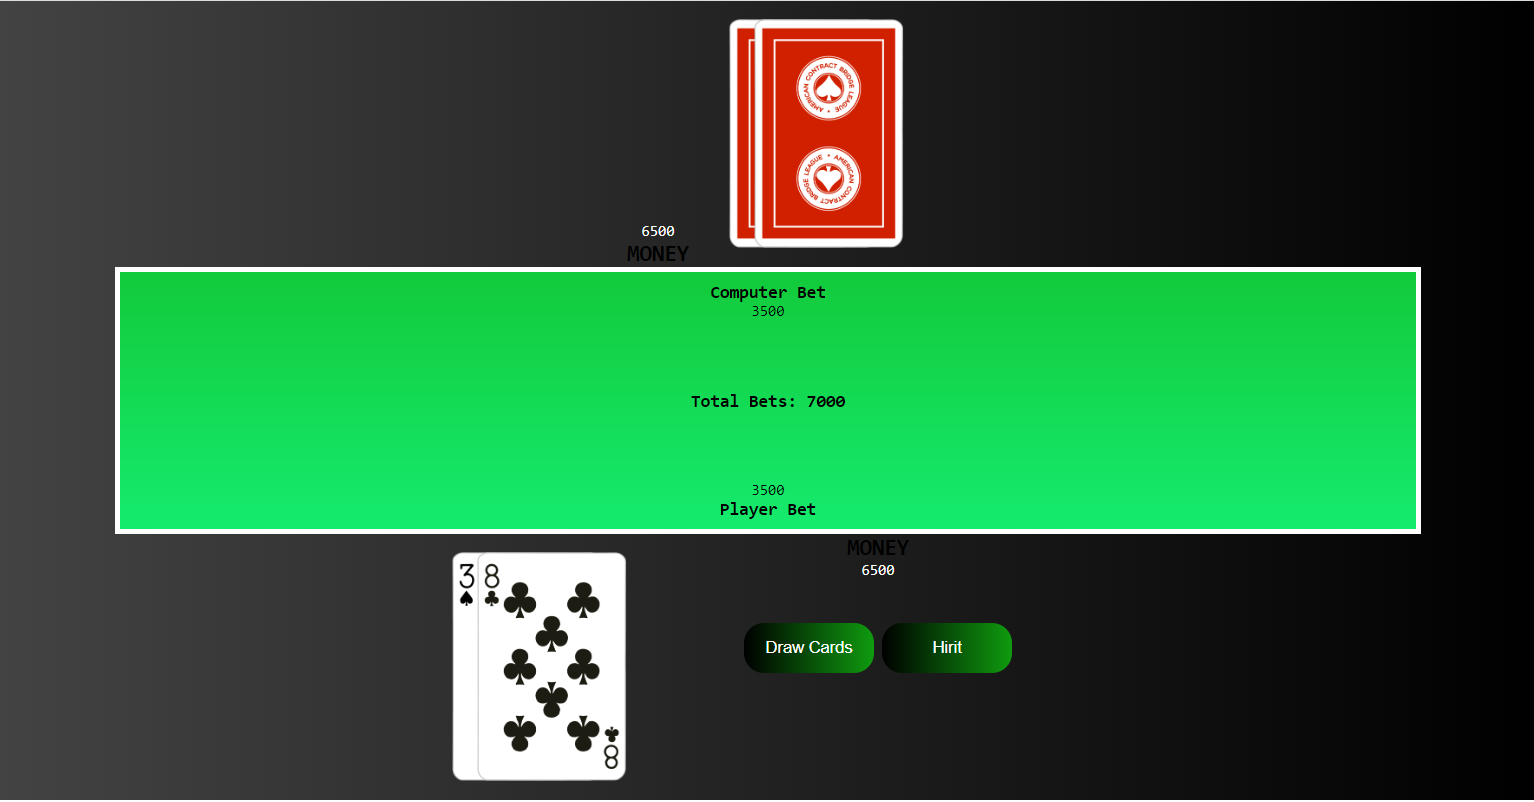 AMERICAN CONTRACT BRIDGE LEAGUE •
AMERICAN CONTRACT BRIDGE LEAGUE •
6500
MONEY
Computer Bet
3500
Total Bets: 7000
3500
Player Bet
MONEY
6500
3 8
Draw Cards Hirit
8